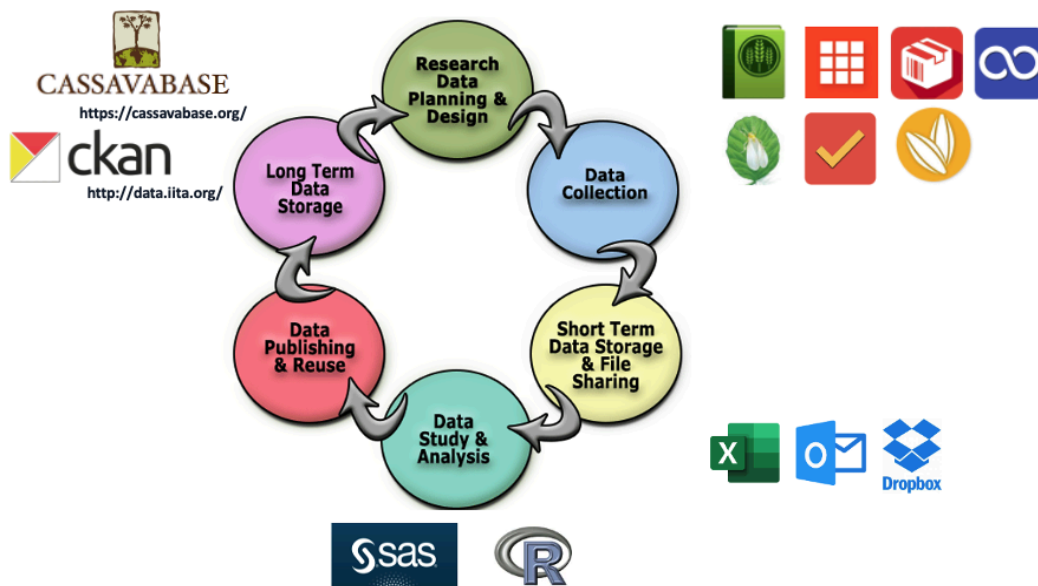 CASSAVABASE
https://cassavabase.org/
ckan
http://data.iita.org/
Research
Data
Planning &
Design
Data
Collection
Short Term
Data Storage
& File
Sharing
Data
Study &
Analysis
Data
Publishing
& Reuse
Long Term
Data
Storage
X
O
Dropbox
sas
R